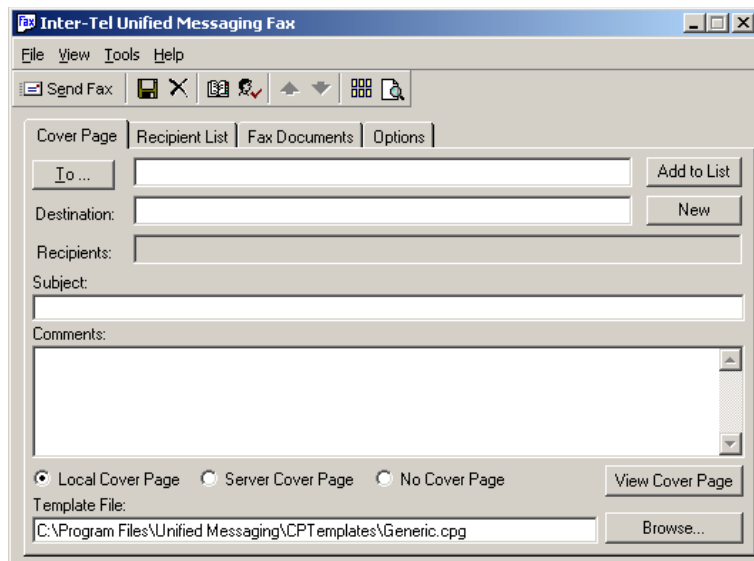 Fax Inter-Tel Unified Messaging Fax
File View Tools Help
Send Fax
Cover Page Recipient List Fax Documents Options
To ... Add to List
Destination: New
Recipients:
Subject:
Comments:
Local Cover Page Server Cover Page No Cover Page View Cover Page
Template File:
C:\Program Files\Unified Messaging\CPTemplates\Generic.cpg Browse...